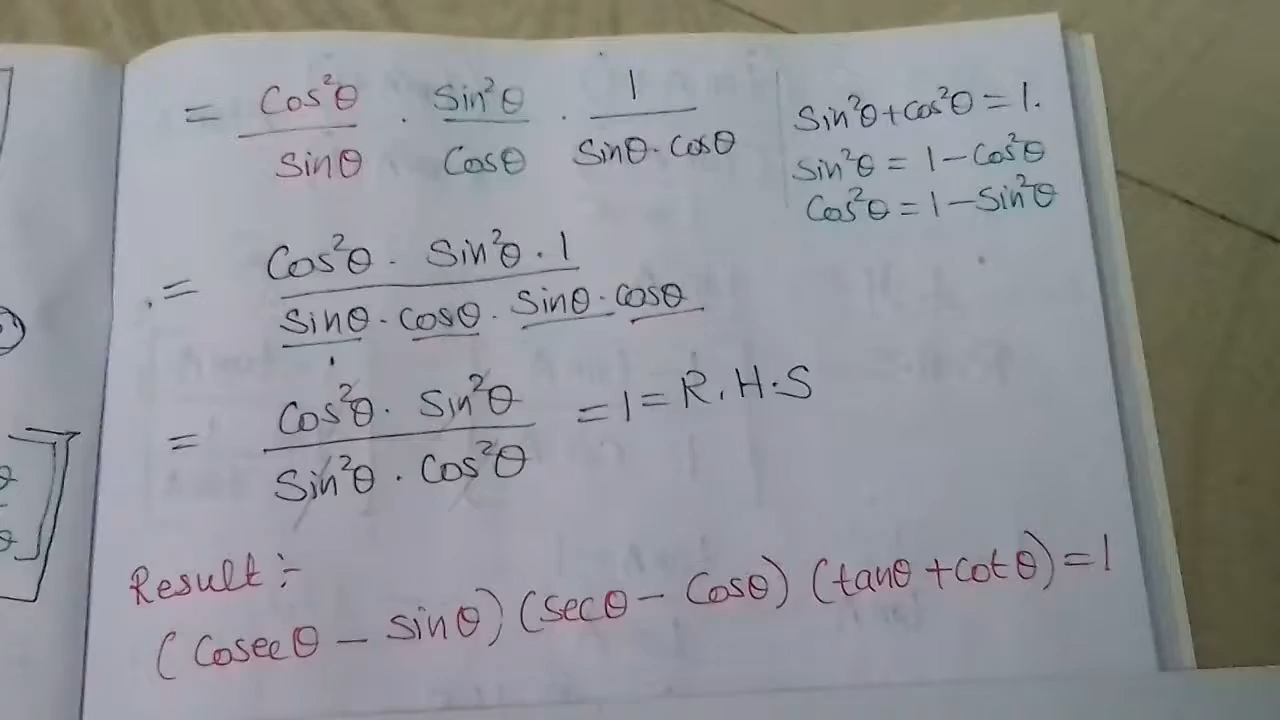 = Cos²θ / Sinθ · Sin²θ / Cosθ · 1 / Sinθ · Cosθ
Sin²θ + Cos²θ = 1.
Sin²θ = 1 − Cos²θ
Cos²θ = 1 − Sin²θ
= Cos²θ · Sin²θ · 1 / Sinθ · Cosθ · Sinθ · Cosθ
= Cos²θ · Sin²θ / Sin²θ · Cos²θ = 1 = R.H.S
Result :-
(Cosecθ − Sinθ) (Secθ − Cosθ) (tanθ + Cotθ) = 1